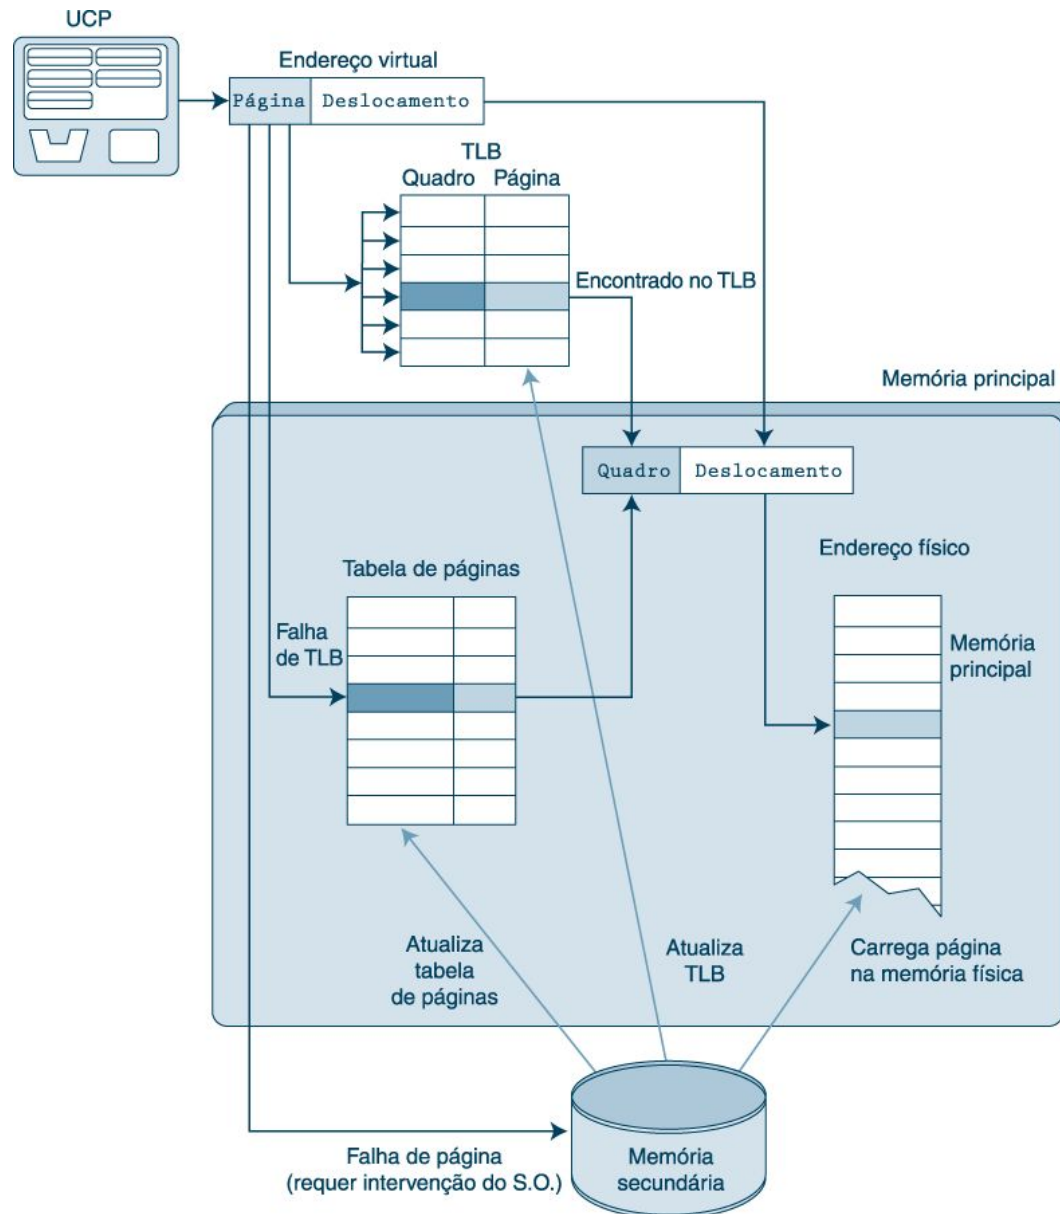 UCP
Endereço virtual
Página Deslocamento
TLB
Quadro Página
Encontrado no TLB
Memória principal
Quadro Deslocamento
Endereço físico
Tabela de páginas
Falha
de TLB
Memória
principal
Atualiza
tabela
de páginas
Atualiza
TLB
Carrega página
na memória física
Falha de página
(requer intervenção do S.O.)
Memória
secundária